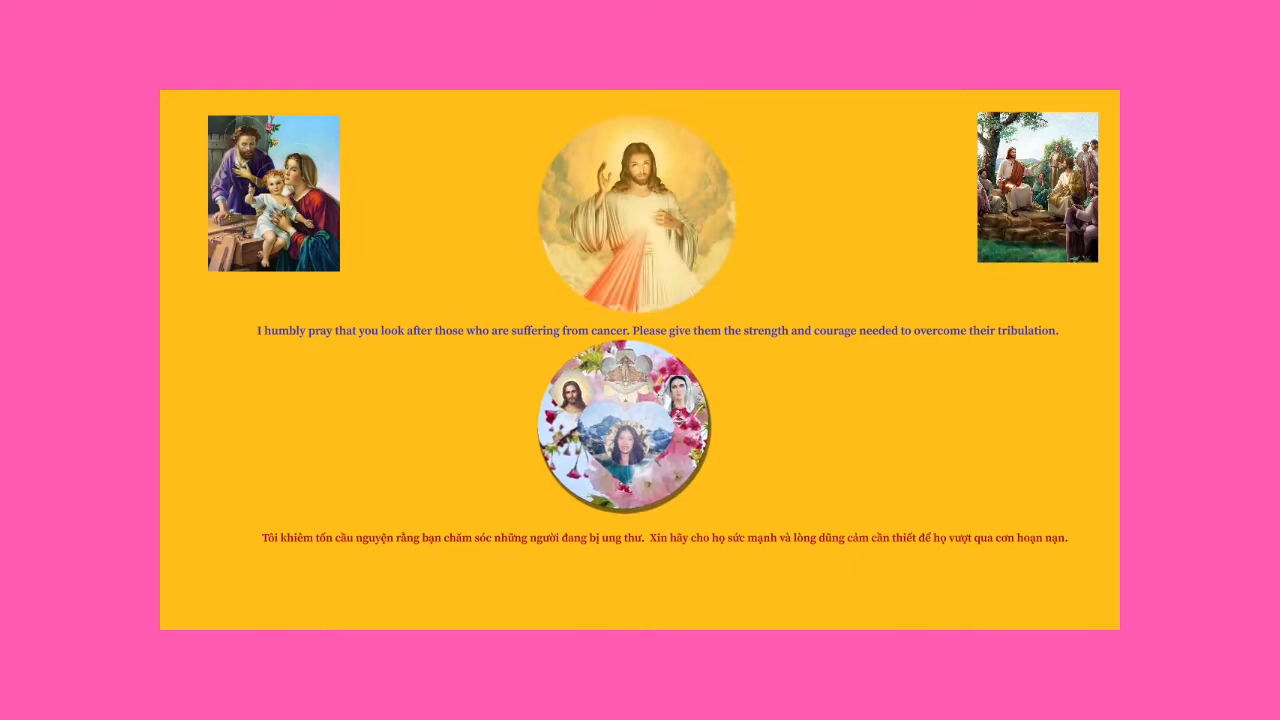 I humbly pray that you look after those who are suffering from cancer. Please give them the strength and courage needed to overcome their tribulation.
Tôi khiêm tốn cầu nguyện rằng bạn chăm sóc những người đang bị ung thư.  Xin hãy cho họ sức mạnh và lòng dũng cảm cần thiết để họ vượt qua cơn hoạn nạn.